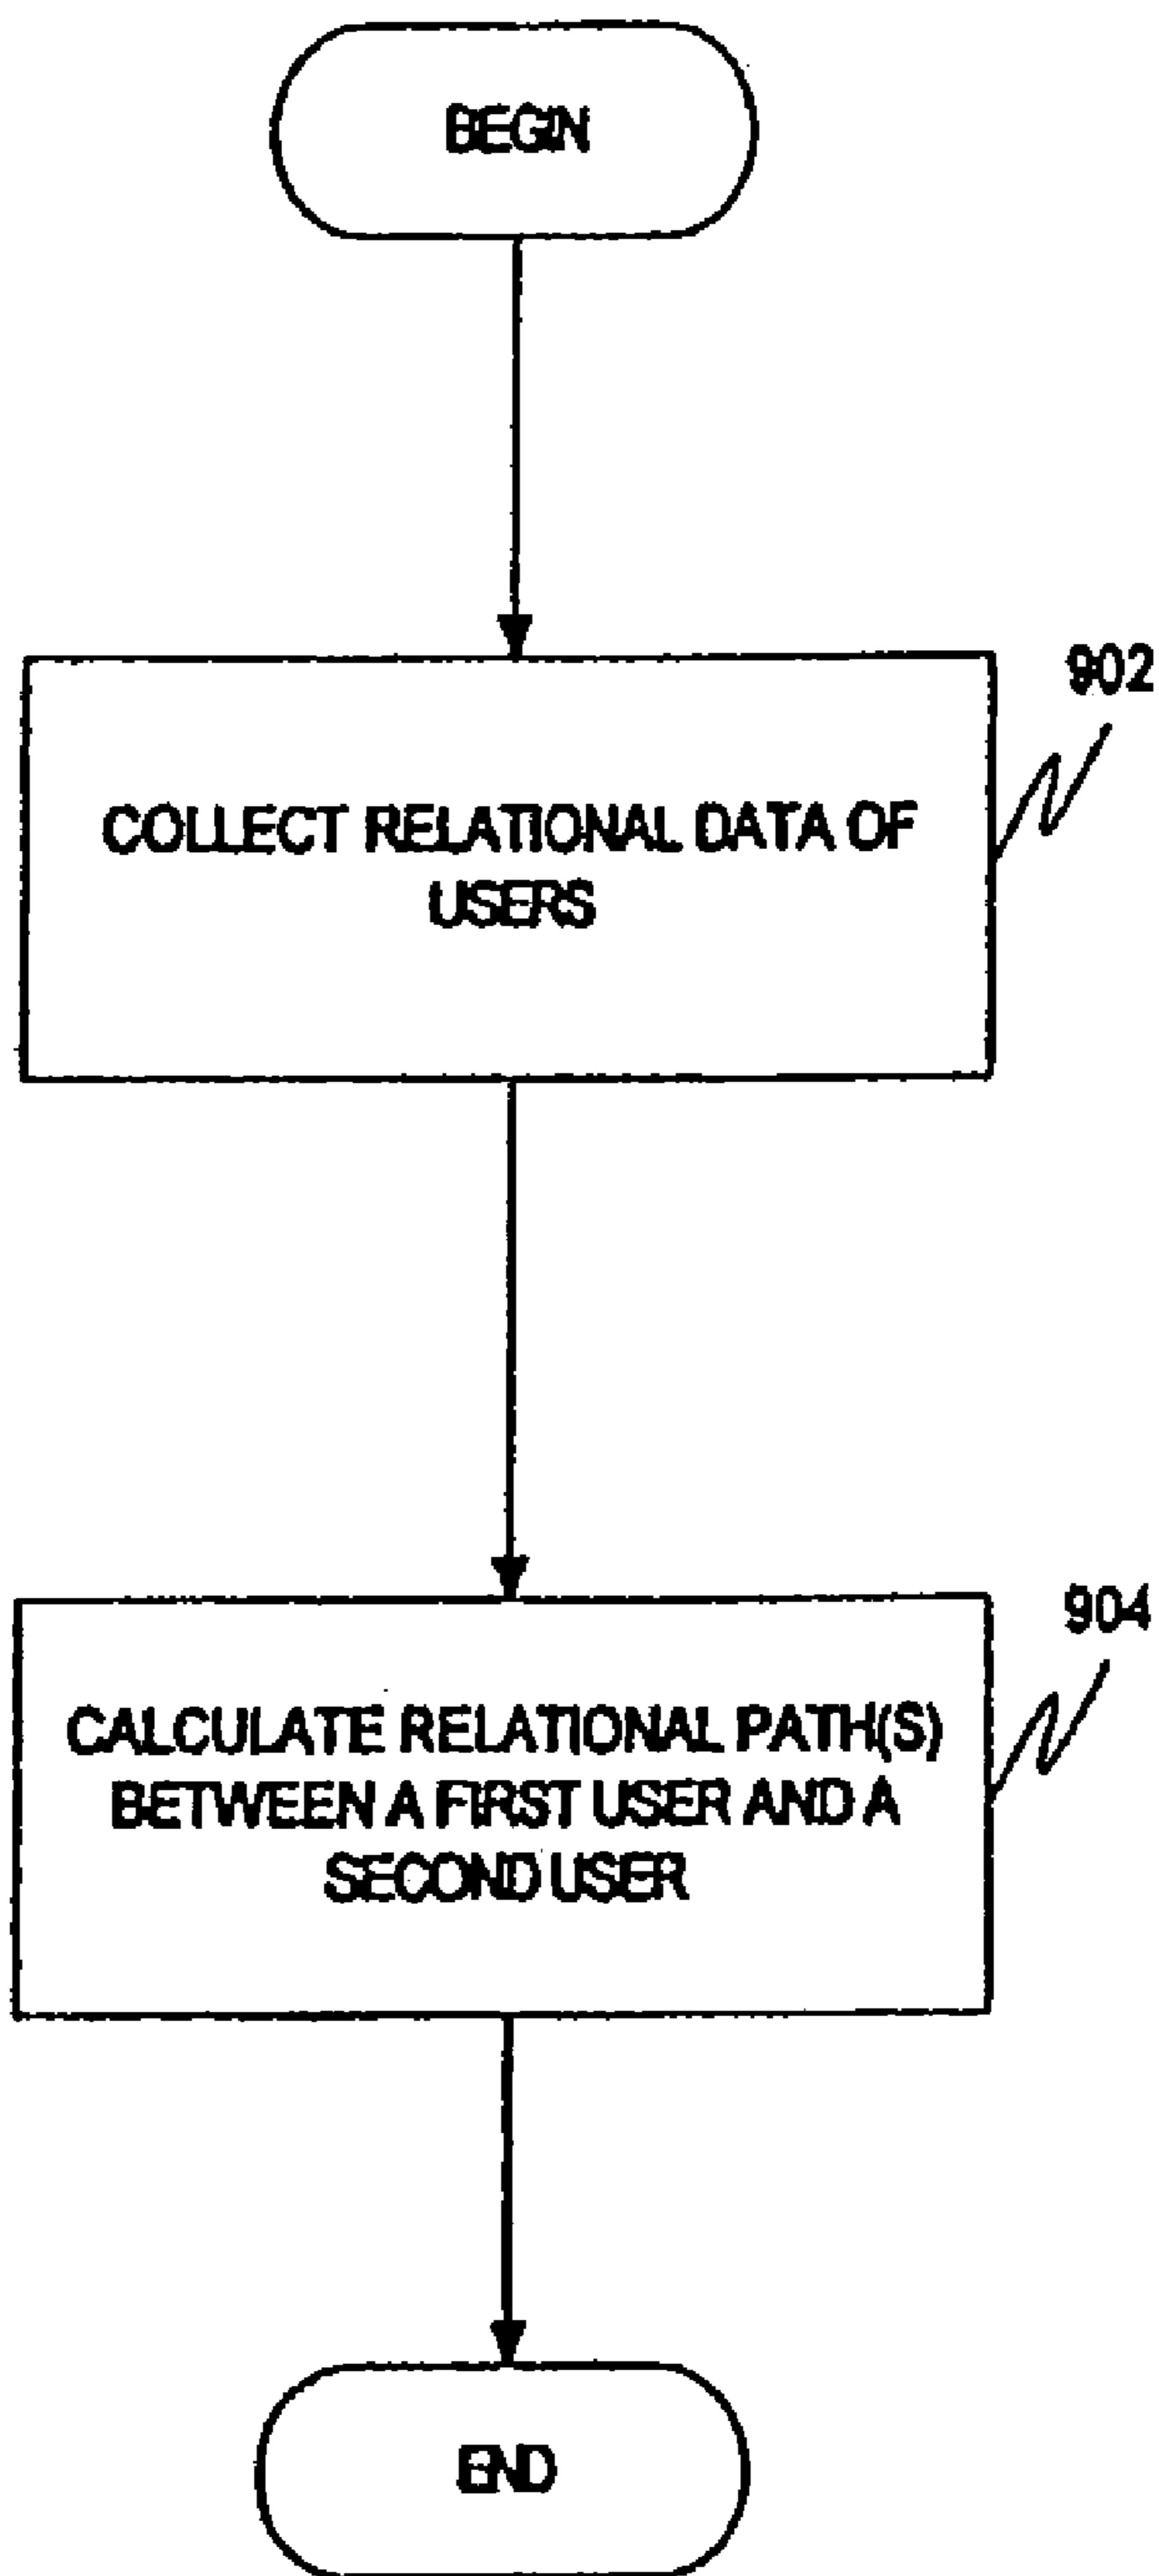 BEGIN
902
COLLECT RELATIONAL DATA OF
USERS
904
CALCULATE RELATIONAL PATH(S)
BETWEEN A FIRST USER AND A
SECOND USER
END